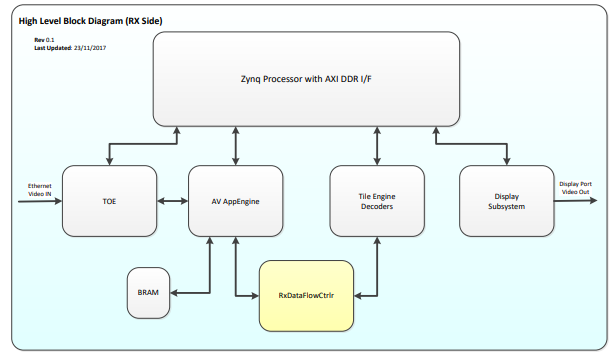 High Level Block Diagram (RX Side)
Rev 0.1
Last Updated: 23/11/2017
Zynq Processor with AXI DDR I/F
Ethernet
Video IN
TOE
AV AppEngine
Tile Engine
Decoders
Display
Subsystem
Display Port
Video Out
BRAM
RxDataFlowCtrlr